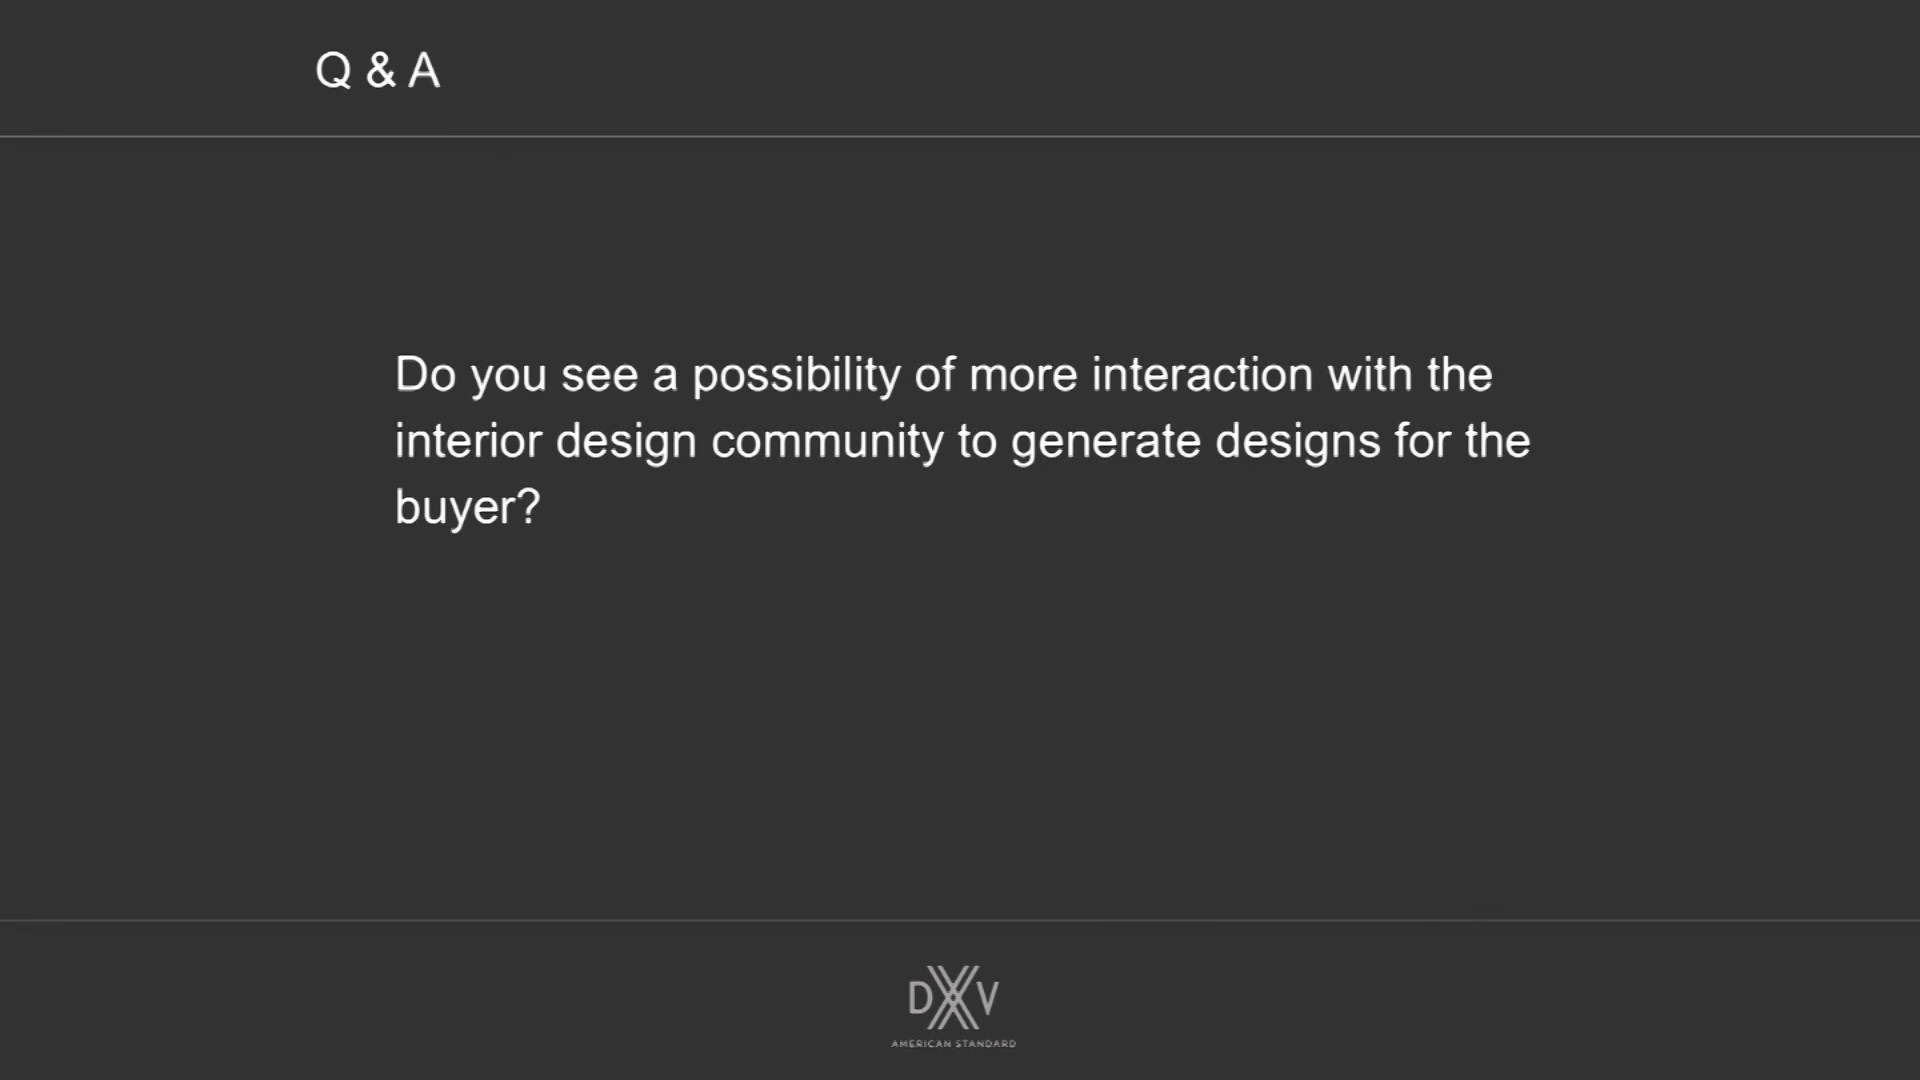 Q & A
Do you see a possibility of more interaction with the
interior design community to generate designs for the
buyer?
DXV
AMERICAN STANDARD